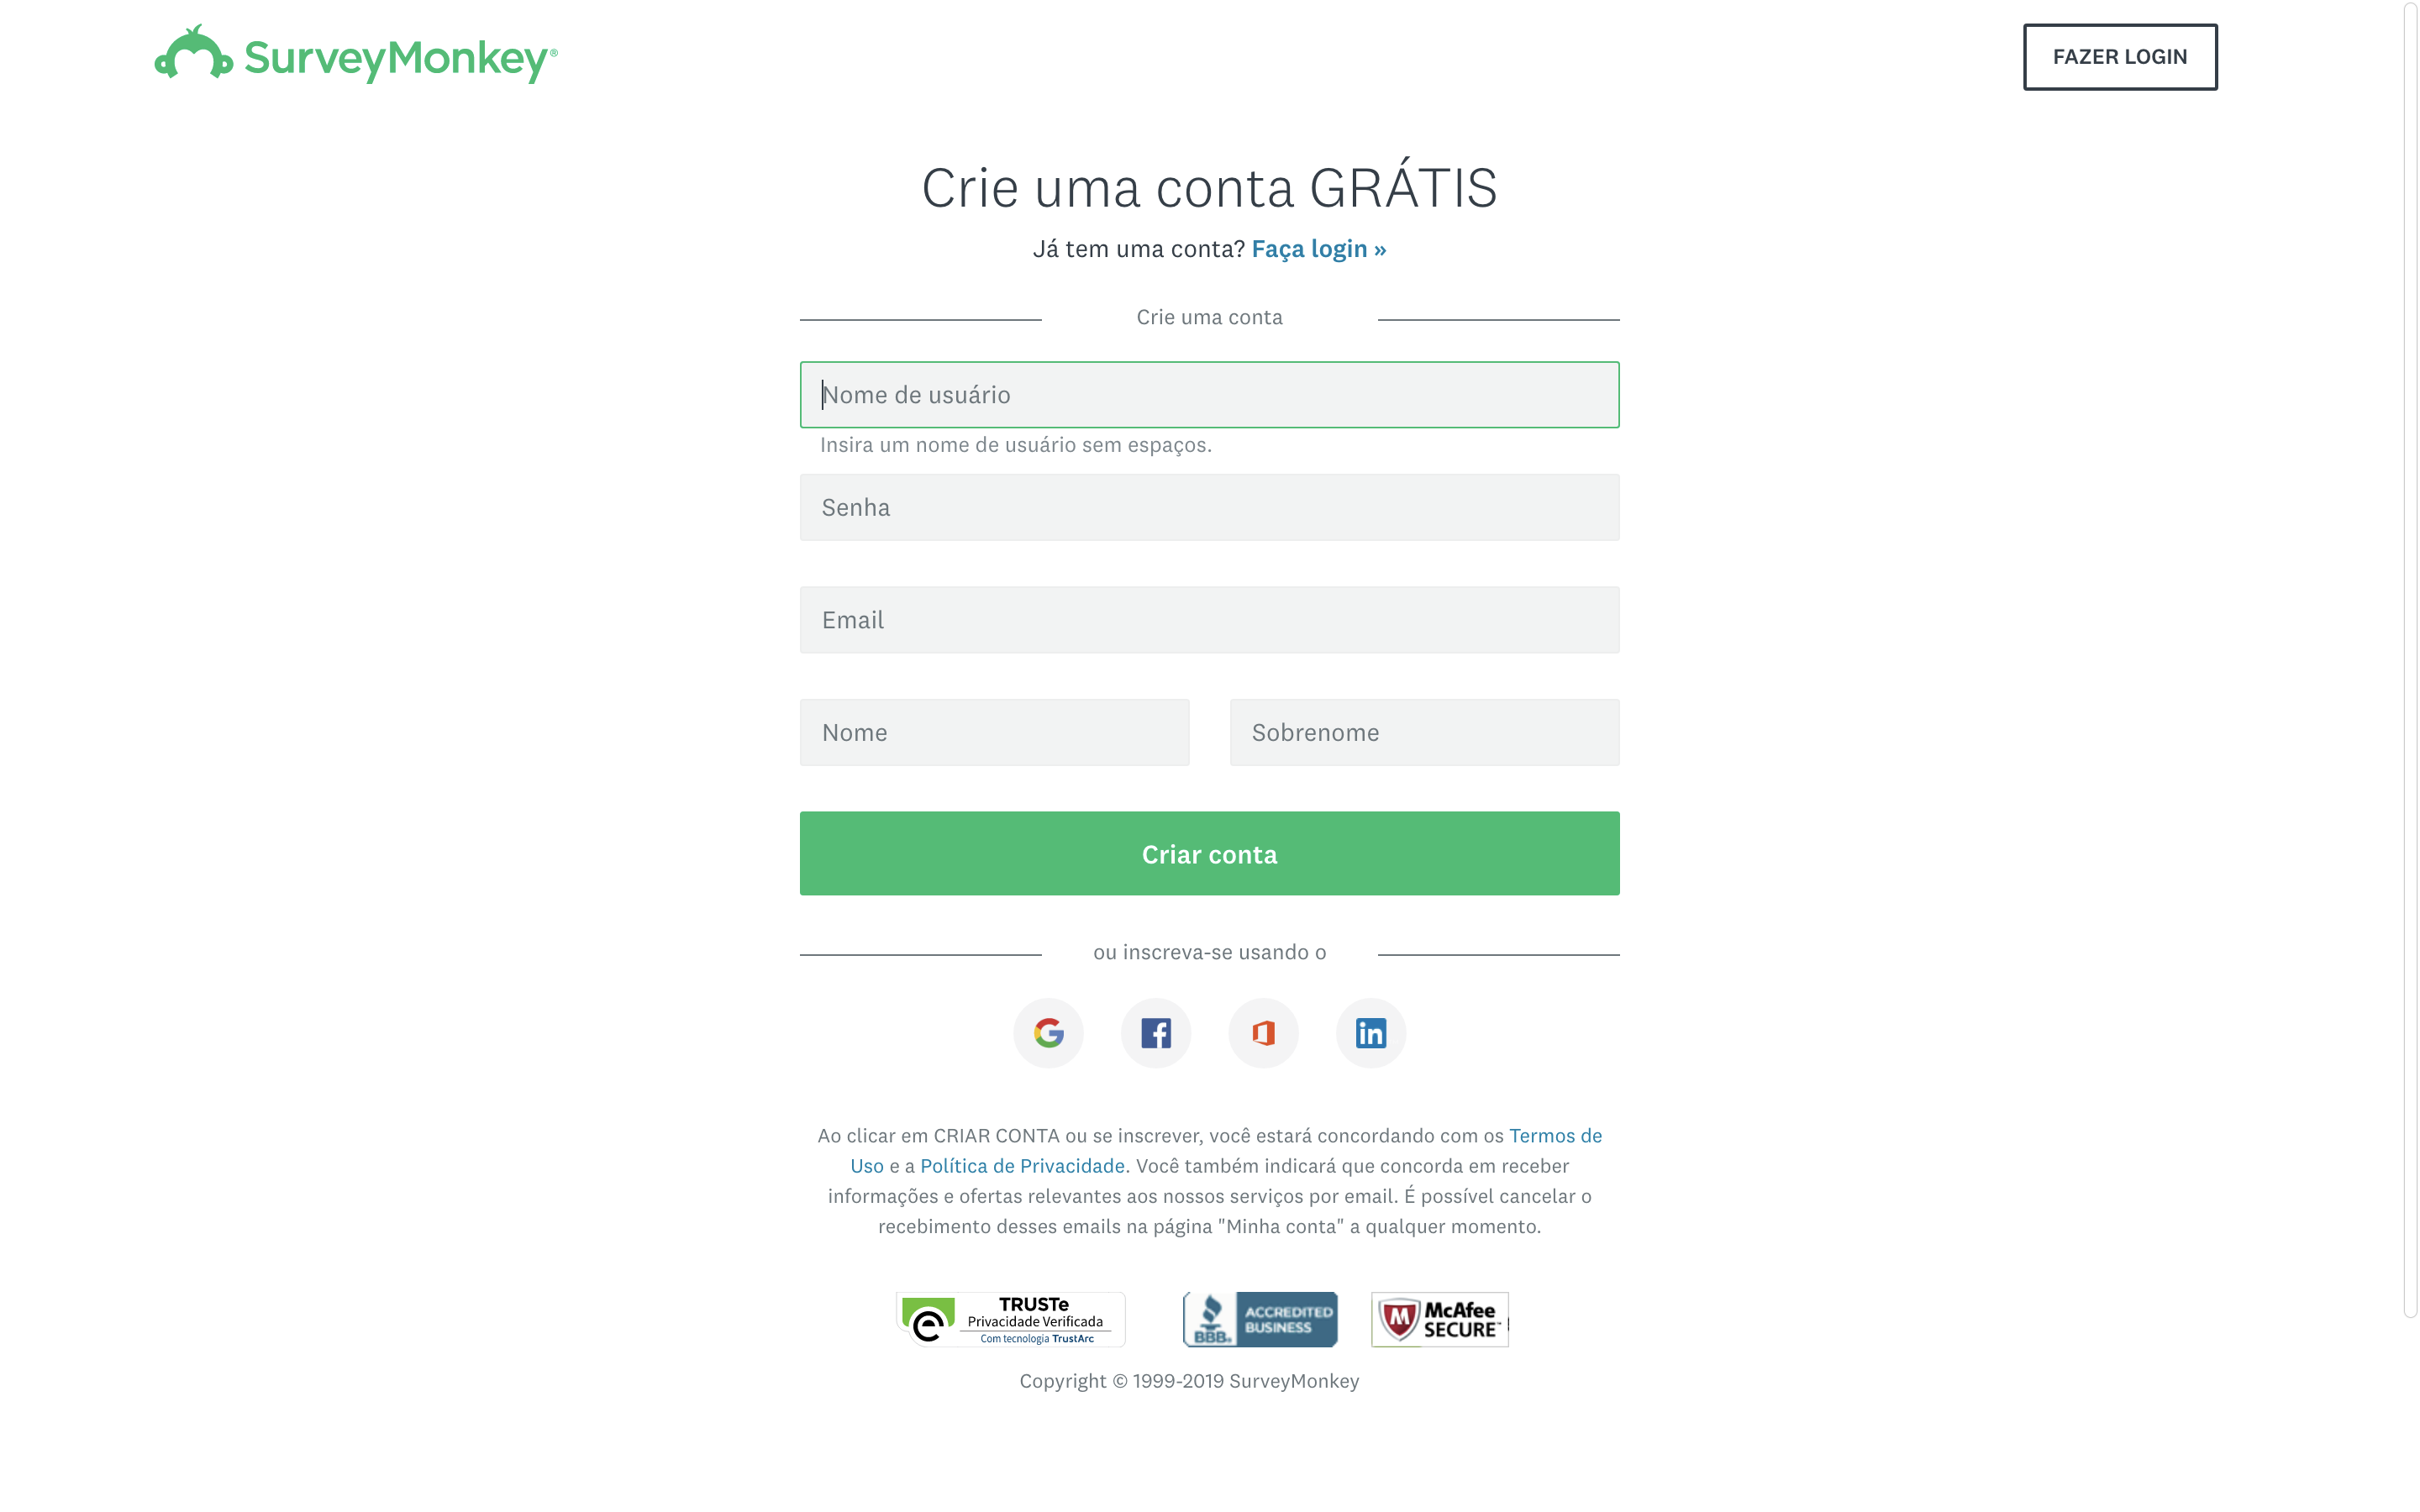 SurveyMonkey®
FAZER LOGIN
Crie uma conta GRÁTIS
Já tem uma conta? Faça login »
Crie uma conta
Nome de usuário
Insira um nome de usuário sem espaços.
Senha
Email
Nome
Sobrenome
Criar conta
ou inscreva-se usando o
Ao clicar em CRIAR CONTA ou se inscrever, você estará concordando com os Termos de
Uso e a Política de Privacidade. Você também indicará que concorda em receber
informações e ofertas relevantes aos nossos serviços por email. É possível cancelar o
recebimento desses emails na página "Minha conta" a qualquer momento.
TRUSTe
Privacidade Verificada
Com tecnologia TrustArc
BBB.
ACCREDITED
BUSINESS
McAfee
SECURE™
Copyright © 1999-2019 SurveyMonkey